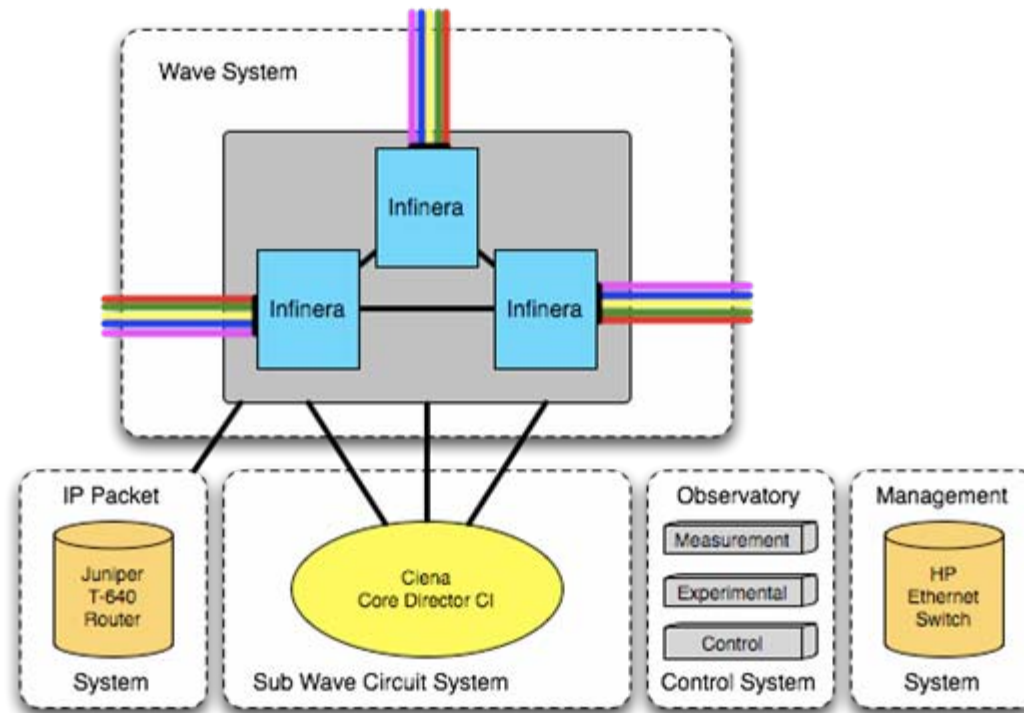 Wave System
Infinera
Infinera
Infinera
IP Packet
Juniper
T-640
Router
System
Ciena
Core Director CI
Sub Wave Circuit System
Observatory
Measurement
Experimental
Control
Control System
Management
HP
Ethernet
Switch
System